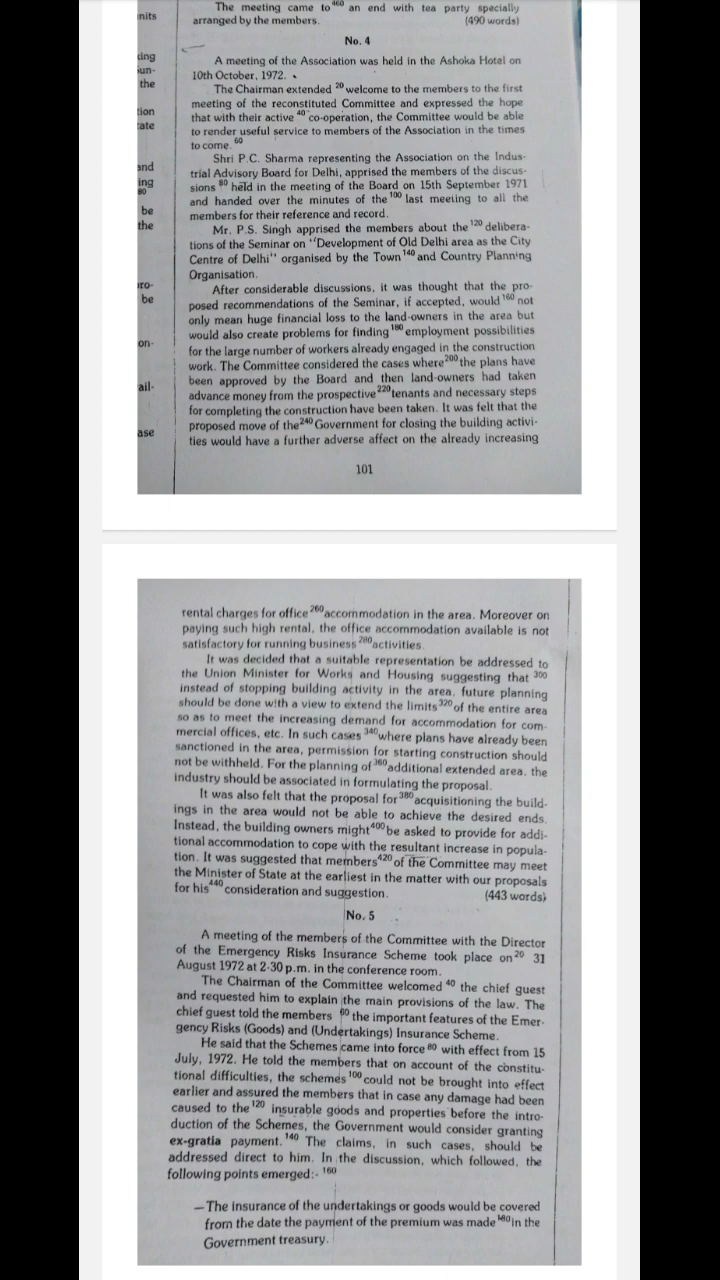 The meeting came to 460 an end with tea party specially
arranged by the members. (490 words)
No. 4
A meeting of the Association was held in the Ashoka Hotel on
10th October, 1972.
The Chairman extended 20 welcome to the members to the first
meeting of the reconstituted Committee and expressed the hope
that with their active 40 co-operation, the Committee would be able
to render useful service to members of the Association in the times
to come. 60
Shri P.C. Sharma representing the Association on the Indus-
trial Advisory Board for Delhi, apprised the members of the discus-
sions 80 held in the meeting of the Board on 15th September 1971
and handed over the minutes of the 100 last meeting to all the
members for their reference and record.
Mr. P.S. Singh apprised the members about the 120 delibera-
tions of the Seminar on "Development of Old Delhi area as the City
Centre of Delhi" organised by the Town 140 and Country Planning
Organisation.
After considerable discussions, it was thought that the pro-
posed recommendations of the Seminar, if accepted, would 160 not
only mean huge financial loss to the land-owners in the area but
would also create problems for finding 180 employment possibilities
for the large number of workers already engaged in the construction
work. The Committee considered the cases where 200 the plans have
been approved by the Board and then land-owners had taken
advance money from the prospective 220 tenants and necessary steps
for completing the construction have been taken. It was felt that the
proposed move of the 240 Government for closing the building activi-
ties would have a further adverse affect on the already increasing
101
nits
ding
un-
the
tion
cate
and
ing
80
be
the
pro-
be
on-
ail-
ase
rental charges for office 260 accommodation in the area. Moreover on
paying such high rental, the office accommodation available is not
satisfactory for running business 280 activities.
It was decided that a suitable representation be addressed to
the Union Minister for Works and Housing suggesting that 300
instead of stopping building activity in the area, future planning
should be done with a view to extend the limits 320 of the entire area
so as to meet the increasing demand for accommodation for com-
mercial offices, etc. In such cases 340 where plans have already been
sanctioned in the area, permission for starting construction should
not be withheld. For the planning of 360 additional extended area, the
industry should be associated in formulating the proposal.
It was also felt that the proposal for 380 acquisitioning the build-
ings in the area would not be able to achieve the desired ends.
Instead, the building owners might 400 be asked to provide for addi-
tional accommodation to cope with the resultant increase in popula-
tion. It was suggested that members 420 of the Committee may meet
the Minister of State at the earliest in the matter with our proposals
for his 440 consideration and suggestion. (443 words)
No. 5
A meeting of the members of the Committee with the Director
of the Emergency Risks Insurance Scheme took place on 20 31
August 1972 at 2-30 p.m. in the conference room.
The Chairman of the Committee welcomed 40 the chief guest
and requested him to explain the main provisions of the law. The
chief guest told the members 60 the important features of the Emer-
gency Risks (Goods) and (Undertakings) Insurance Scheme.
He said that the Schemes came into force 80 with effect from 15
July, 1972. He told the members that on account of the constitu-
tional difficulties, the schemes 100 could not be brought into effect
earlier and assured the members that in case any damage had been
caused to the 120 insurable goods and properties before the intro-
duction of the Schemes, the Government would consider granting
ex-gratia payment. 140 The claims, in such cases, should be
addressed direct to him. In the discussion, which followed, the
following points emerged:- 160
— The insurance of the undertakings or goods would be covered
from the date the payment of the premium was made 180 in the
Government treasury.